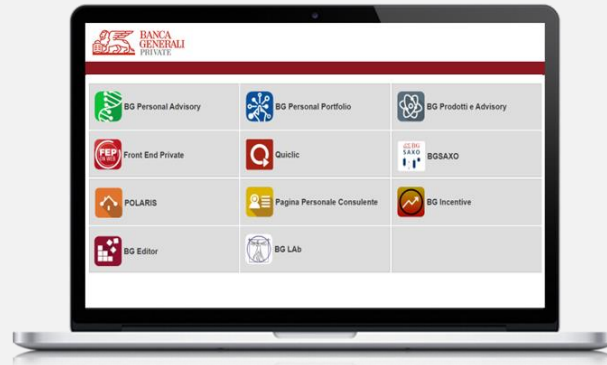 BANCA
GENERALI
PRIVATE
BG Personal Advisory
BG Personal Portfolio
BG Prodotti e Advisory
FEP
Front End Private
Quiclic
BG
SAXO
BGSAXO
POLARIS
Pagina Personale Consulente
BG Incentive
BG Editor
BG LAb